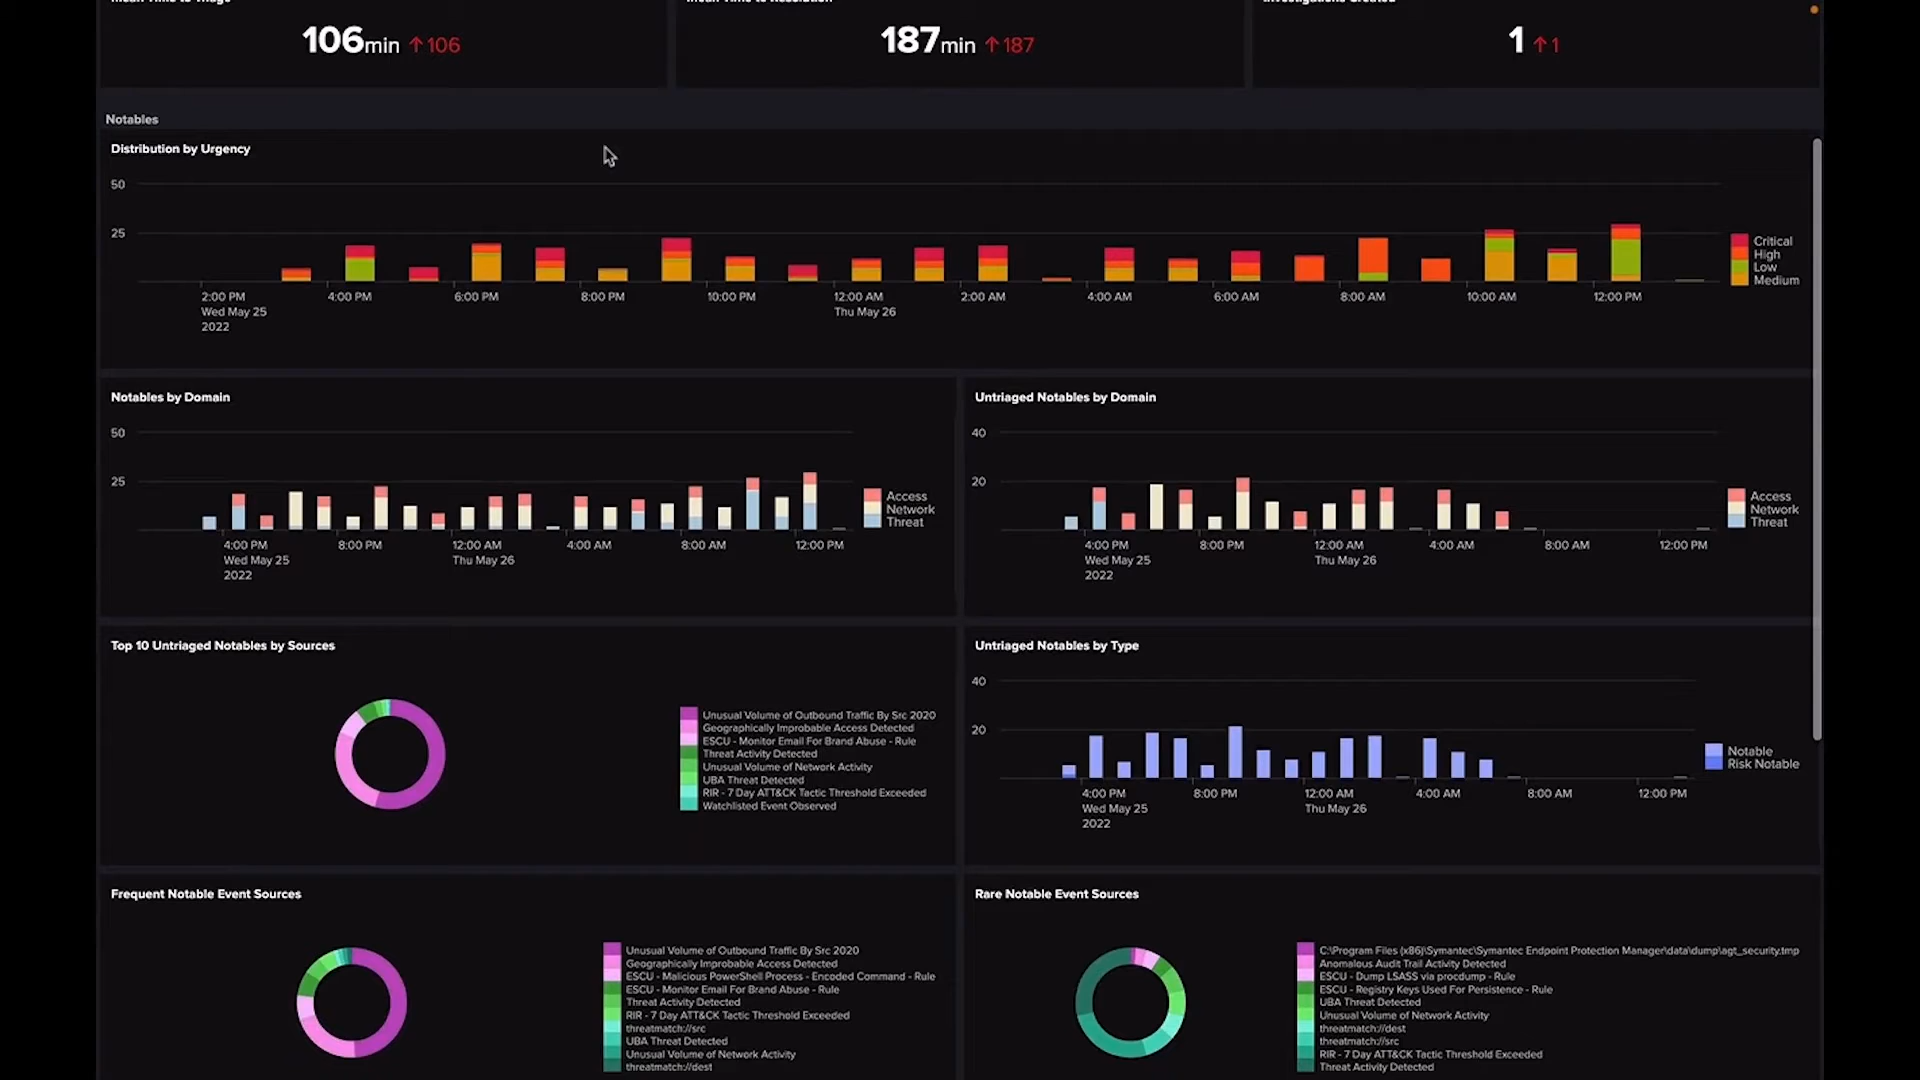 Mean Time to Triage
Mean Time to Resolution
Investigations Created
106min ↑106
187min ↑187
1 ↑1
Notables
Distribution by Urgency
50
25
2:00 PM 4:00 PM 6:00 PM 8:00 PM 10:00 PM 12:00 AM 2:00 AM 4:00 AM 6:00 AM 8:00 AM 10:00 AM 12:00 PM
Wed May 25 Thu May 26
2022
Critical
High
Low
Medium
Notables by Domain
50
25
4:00 PM 8:00 PM 12:00 AM 4:00 AM 8:00 AM 12:00 PM
Wed May 25 Thu May 26
2022
Access
Network
Threat
Untriaged Notables by Domain
40
20
4:00 PM 8:00 PM 12:00 AM 4:00 AM 8:00 AM 12:00 PM
Wed May 25 Thu May 26
2022
Access
Network
Threat
Top 10 Untriaged Notables by Sources
Unusual Volume of Outbound Traffic By Src 2020
Geographically Improbable Access Detected
ESCU - Monitor Email For Brand Abuse - Rule
Threat Activity Detected
Unusual Volume of Network Activity
UBA Threat Detected
RIR - 7 Day ATT&CK Tactic Threshold Exceeded
Watchlisted Event Observed
Untriaged Notables by Type
40
20
4:00 PM 8:00 PM 12:00 AM 4:00 AM 8:00 AM 12:00 PM
Wed May 25 Thu May 26
2022
Notable
Risk Notable
Frequent Notable Event Sources
Unusual Volume of Outbound Traffic By Src 2020
Geographically Improbable Access Detected
ESCU - Malicious PowerShell Process - Encoded Command - Rule
ESCU - Monitor Email For Brand Abuse - Rule
Threat Activity Detected
RIR - 7 Day ATT&CK Tactic Threshold Exceeded
threatmatch://src
UBA Threat Detected
Unusual Volume of Network Activity
threatmatch://dest
Rare Notable Event Sources
C:\Program Files (x86)\Symantec\Symantec Endpoint Protection Manager\data\dump\agt_security.tmp
Anomalous Audit Trail Activity Detected
ESCU - Dump LSASS via procdump - Rule
ESCU - Registry Keys Used For Persistence - Rule
UBA Threat Detected
Unusual Volume of Network Activity
threatmatch://dest
threatmatch://src
RIR - 7 Day ATT&CK Tactic Threshold Exceeded
Threat Activity Detected